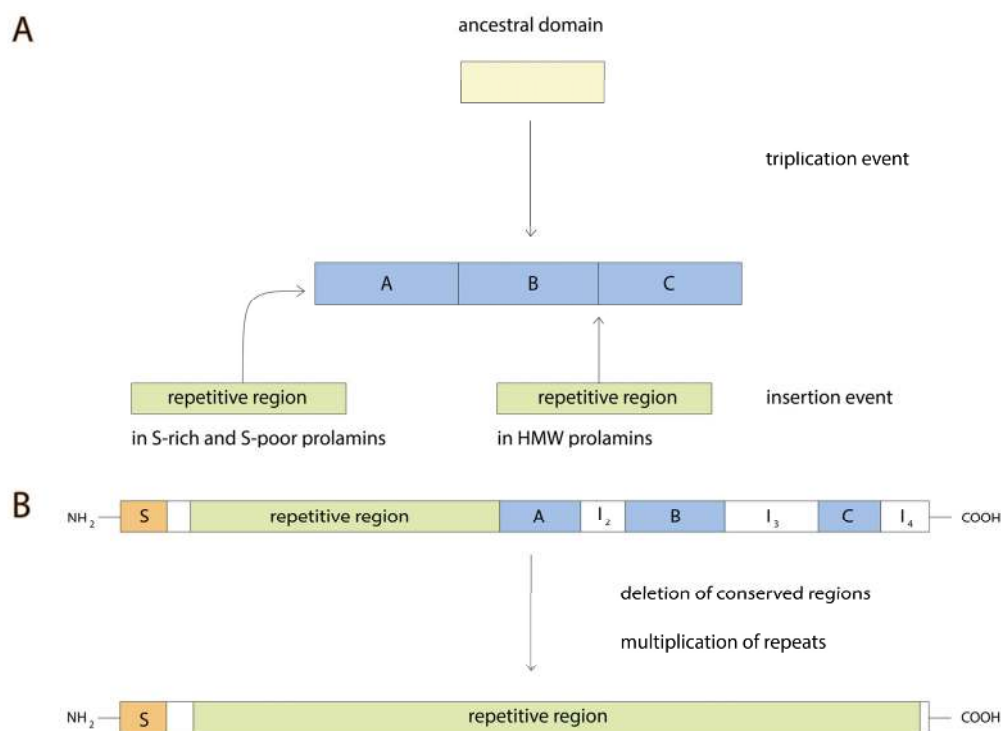 A
ancestral domain
triplication event
A B C
repetitive region repetitive region insertion event
in S-rich and S-poor prolamins in HMW prolamins
B
NH2 S repetitive region A I2 B I3 C I4 COOH
deletion of conserved regions
multiplication of repeats
NH2 S repetitive region COOH